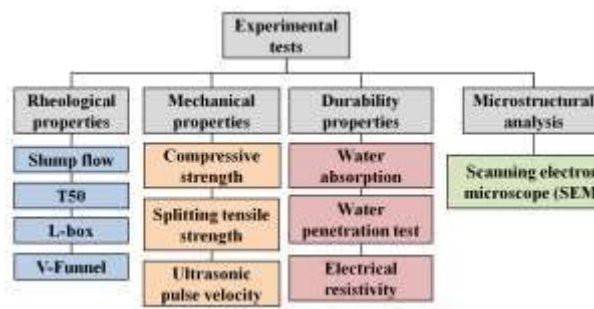 Experimental
tests
Rheological
properties
Slump flow
T50
L-box
V-Funnel
Mechanical
properties
Compressive
strength
Splitting tensile
strength
Ultrasonic
pulse velocity
Durability
properties
Water
absorption
Water
penetration test
Electrical
resistivity
Microstructural
analysis
Scanning electron
microscope (SEM